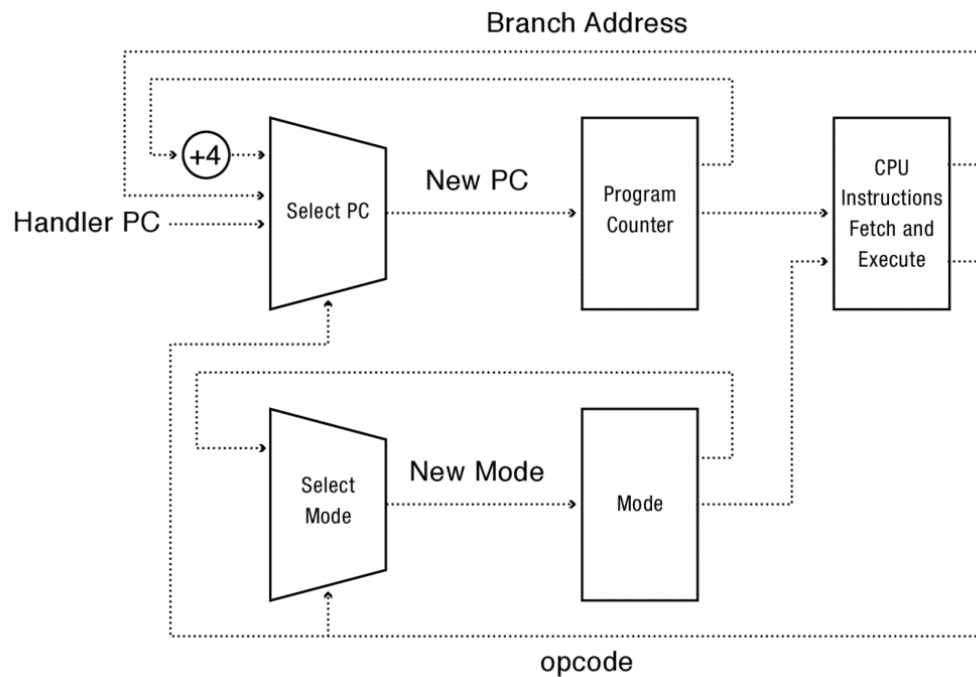 Branch Address
+4
Select PC
New PC
Program
Counter
CPU
Instructions
Fetch and
Execute
Handler PC
Select
Mode
New Mode
Mode
opcode